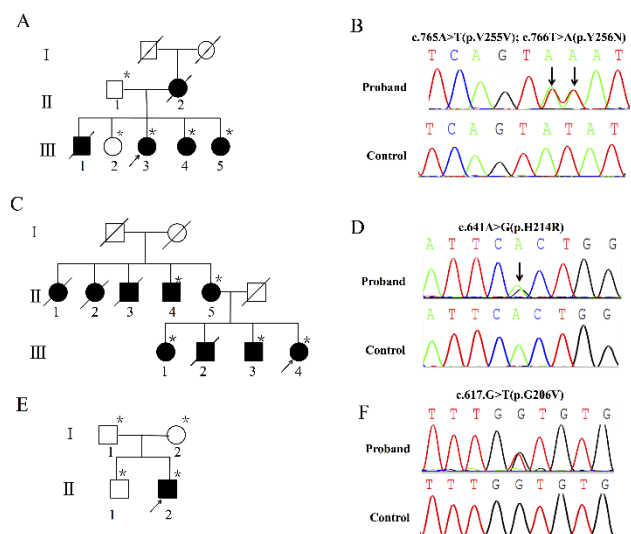 A
I
II
1
*
2
III
1
2
*
3
*
4
*
5
*
B
c.765A>T(p.V255V); c.766T>A(p.Y256N)
T C A G T A A A T
Proband
T C A G T A T A T
Control
C
I
II
1
2
3
4
*
5
*
III
1
*
2
3
*
4
*
D
c.641A>G(p.H214R)
A T T C A C T G G
Proband
A T T C A C T G G
Control
E
I
1
*
2
*
II
1
*
2
*
F
c.617.G>T(p.G206V)
T T T G G T G T G
Proband
T T T G G T G T G
Control